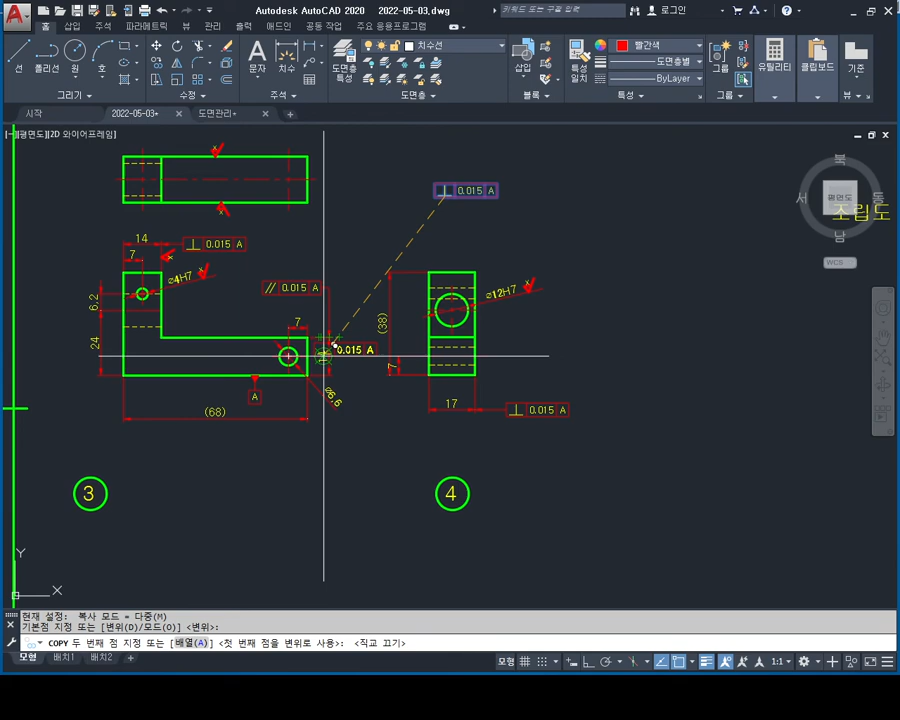 Autodesk AutoCAD 2020 2022-05-03.dwg
키워드 또는 구문 입력
로그인
홈 삽입 주석 파라메트릭 뷰 관리 출력 애드인 공동 작업 주요 응용프로그램
선 폴리선 원 호
문자 치수
도면층 특성
치수선
삽입
특성 일치
빨간색
도면층별
ByLayer
그룹
유틸리티
클립보드
기준
그리기 수정 주석 도면층 블록 특성 그룹 뷰
시작 2022-05-03* 도면관리*
[-][평면도][2D 와이어프레임]
북
서 평면도 동
남
조립도
WCS
x
x
⊥ 0.015 A
14
⊥ 0.015 A
7
x
⌀4H7
x
6.2
// 0.015 A
⌀12H7
x
24
7
(38)
0.015 A
7
A
⌀6.6
(68)
17
⊥ 0.015 A
3
4
Y
X
현재 설정: 복사 모드 = 다중(M)
기본점 지정 또는 [변위(D)/모드(O)] <변위>:
COPY 두 번째 점 지정 또는 [배열(A)] <첫 번째 점을 변위로 사용>: <직교 끄기>
모형 배치1 배치2 +
모형
1:1